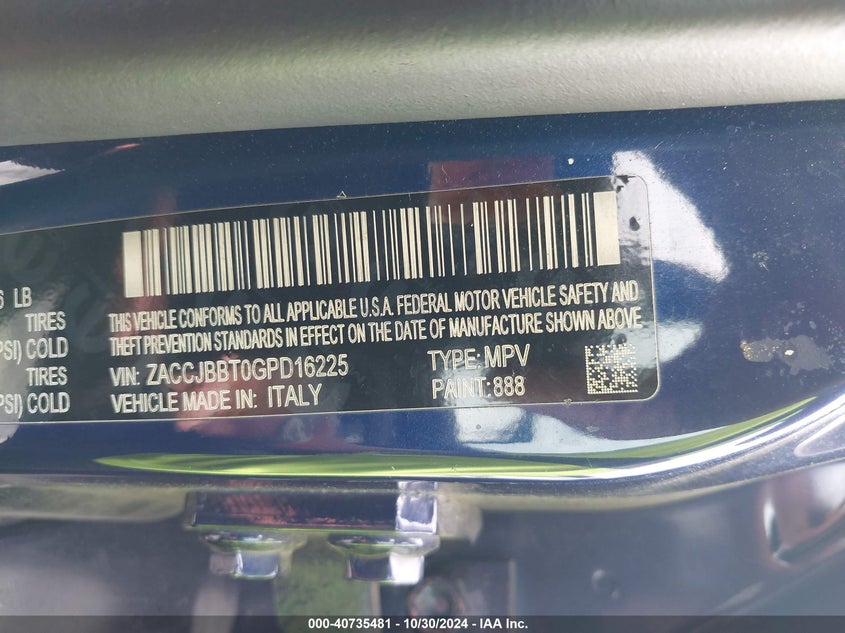 6 LB
TIRES
PSI) COLD
TIRES
PSI) COLD
THIS VEHICLE CONFORMS TO ALL APPLICABLE U.S.A. FEDERAL MOTOR VEHICLE SAFETY AND
THEFT PREVENTION STANDARDS IN EFFECT ON THE DATE OF MANUFACTURE SHOWN ABOVE
VIN: ZACCJBBT0GPD16225 TYPE: MPV
VEHICLE MADE IN: ITALY PAINT: 888
000-40735481 - 10/30/2024 - IAA Inc.